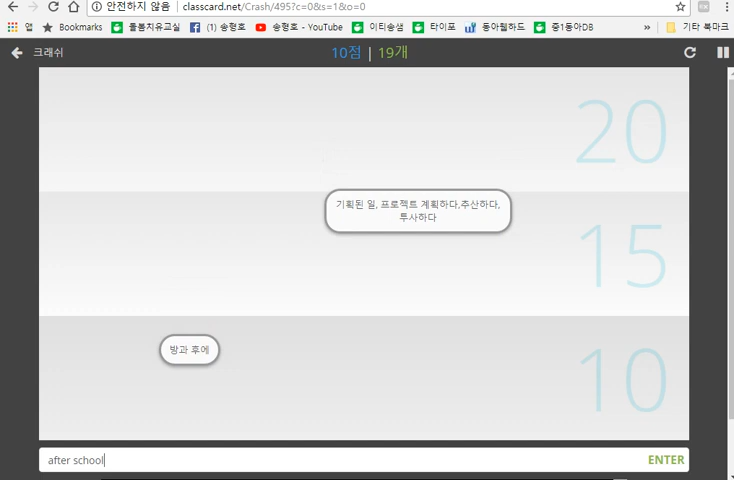 안전하지 않음 | classcard.net/Crash/495?c=0&s=1&o=0
앱 Bookmarks 돌봄치유교실 (1) 송형호 송형호 - YouTube 이티송샘 타이포 동아웹하드 중1동아DB » 기타 북마크
크래쉬 10점 | 19개
20
기획된 일, 프로젝트 계획하다,추산하다,
투사하다
15
방과 후에
10
after school ENTER